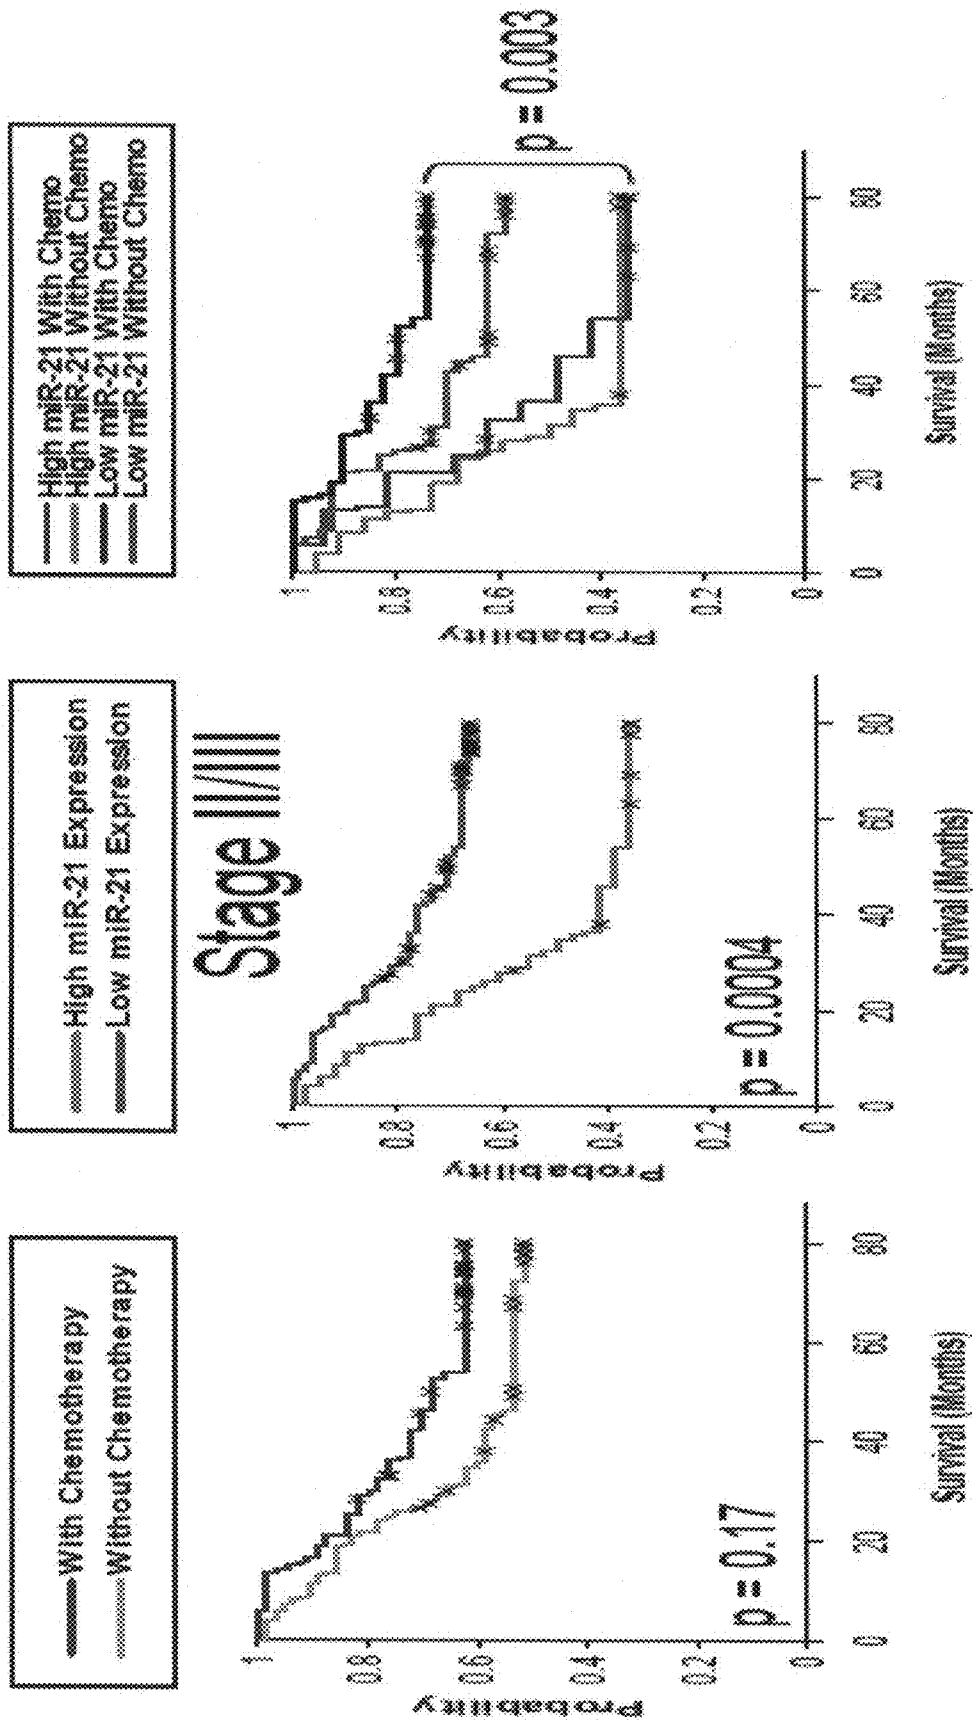 With Chemotherapy
Without Chemotherapy
Probability
1
0.8
0.6
0.4
0.2
0
p = 0.17
0
20
40
60
80
Survival (Months)
High miR-21 Expression
Low miR-21 Expression
Stage II/III
Probability
1
0.8
0.6
0.4
0.2
0
p = 0.0004
0
20
40
60
80
Survival (Months)
High miR-21 With Chemo
High miR-21 Without Chemo
Low miR-21 With Chemo
Low miR-21 Without Chemo
Probability
1
0.8
0.6
0.4
0.2
0
p = 0.003
0
20
40
60
80
Survival (Months)